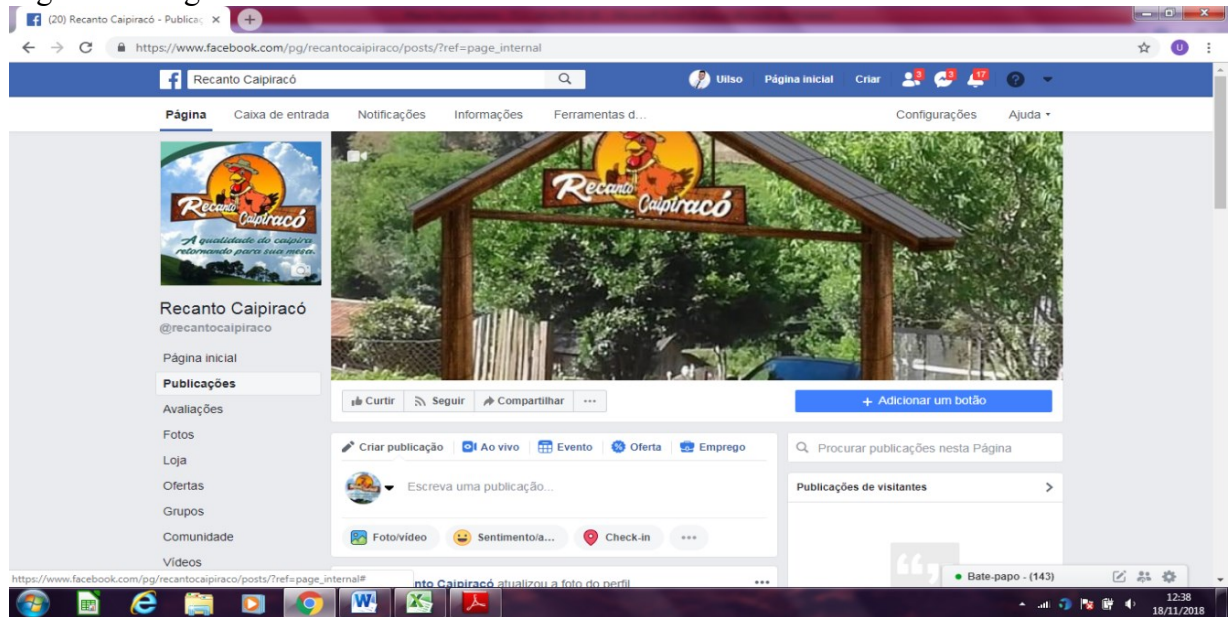 (20) Recanto Caipiracó - Publicaç
https://www.facebook.com/pg/recantocaipiraco/posts/?ref=page_internal
U
Recanto Caipiracó
Uilso
Página inicial
Criar
3
3
17
Página
Caixa de entrada
Notificações
Informações
Ferramentas d...
Configurações
Ajuda
Recanto
Caipiracó
A qualidade do caipira
retornando para sua mesa.
Recanto
Caipiracó
Recanto Caipiracó
@recantocaipiraco
Página inicial
Publicações
Avaliações
Fotos
Loja
Ofertas
Grupos
Comunidade
Vídeos
Curtir
Seguir
Compartilhar
...
+ Adicionar um botão
Criar publicação
Ao vivo
Evento
Oferta
Emprego
Escreva uma publicação...
Foto/vídeo
Sentimento/a...
Check-in
...
Procurar publicações nesta Página
Publicações de visitantes
Caipiracó atualizou a foto do perfil
...
https://www.facebook.com/pg/recantocaipiraco/posts/?ref=page_internal#
Bate-papo - (143)
12:38
18/11/2018